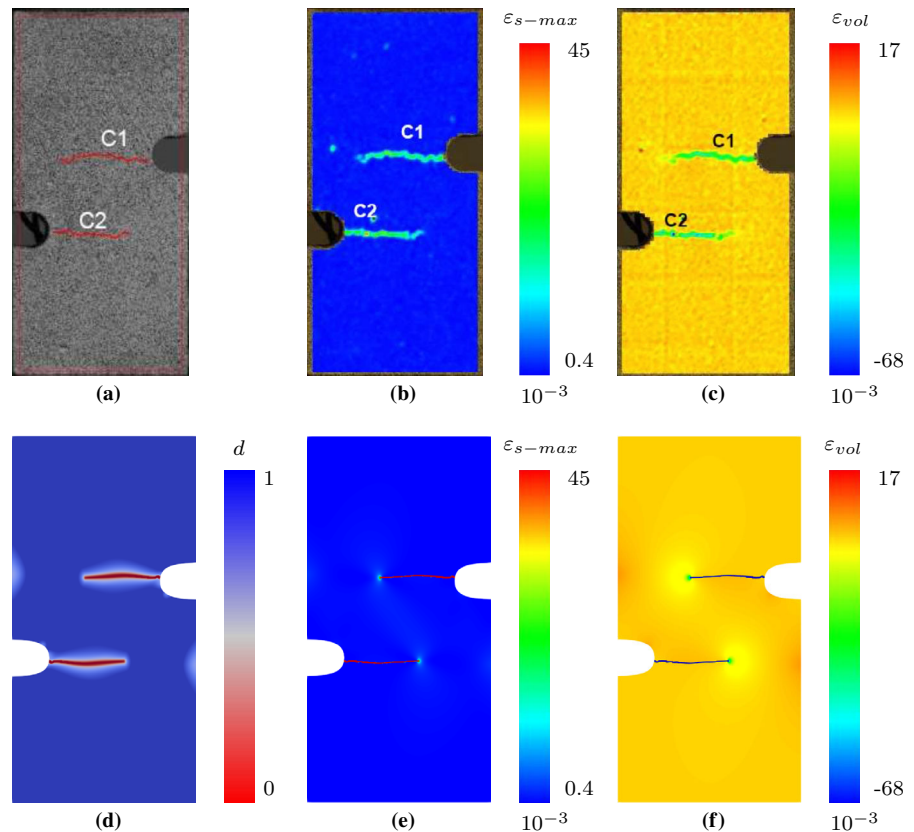 ε_{s−max}
ε_{vol}
45
17
C1
C1
C1
C2
C2
C2
0.4
-68
(a)
(b)
10^{−3}
(c)
10^{−3}
d
ε_{s−max}
ε_{vol}
1
45
17
0
0.4
-68
(d)
(e)
10^{−3}
(f)
10^{−3}